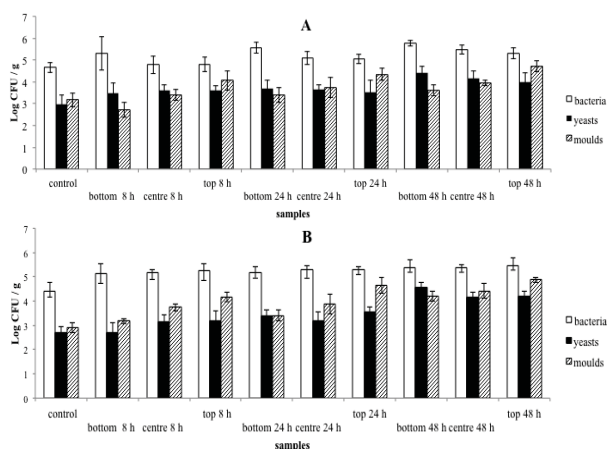 A
Log CFU / g
7
6
5
4
3
2
1
0
control
bottom 8 h
centre 8 h
top 8 h
bottom 24 h
centre 24 h
top 24 h
bottom 48 h
centre 48 h
top 48 h
samples
bacteria
yeasts
moulds
B
Log CFU / g
7
6
5
4
3
2
1
0
control
bottom 8 h
centre 8 h
top 8 h
bottom 24 h
centre 24 h
top 24 h
bottom 48 h
centre 48 h
top 48 h
samples
bacteria
yeasts
moulds